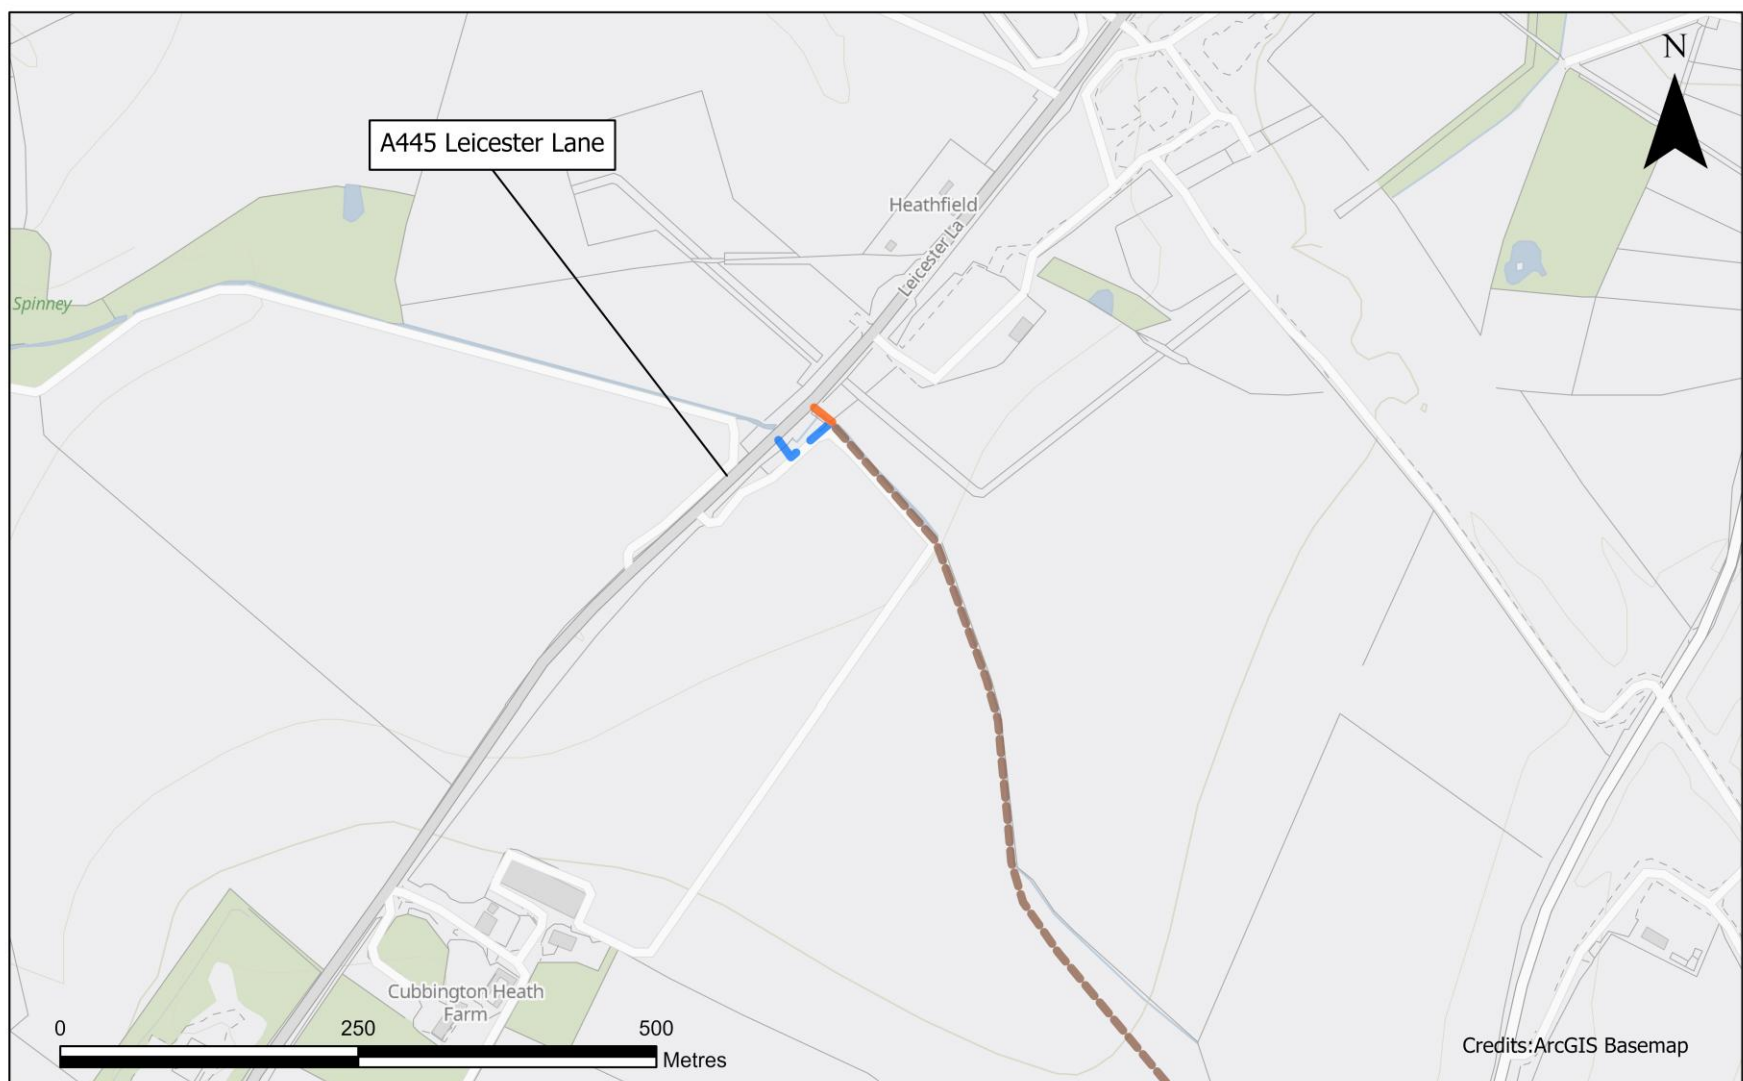 N
A445 Leicester Lane
Heathfield
Leicester La
Spinney
Cubbington Heath
Farm
0 250 500
Metres
Credits:ArcGIS Basemap